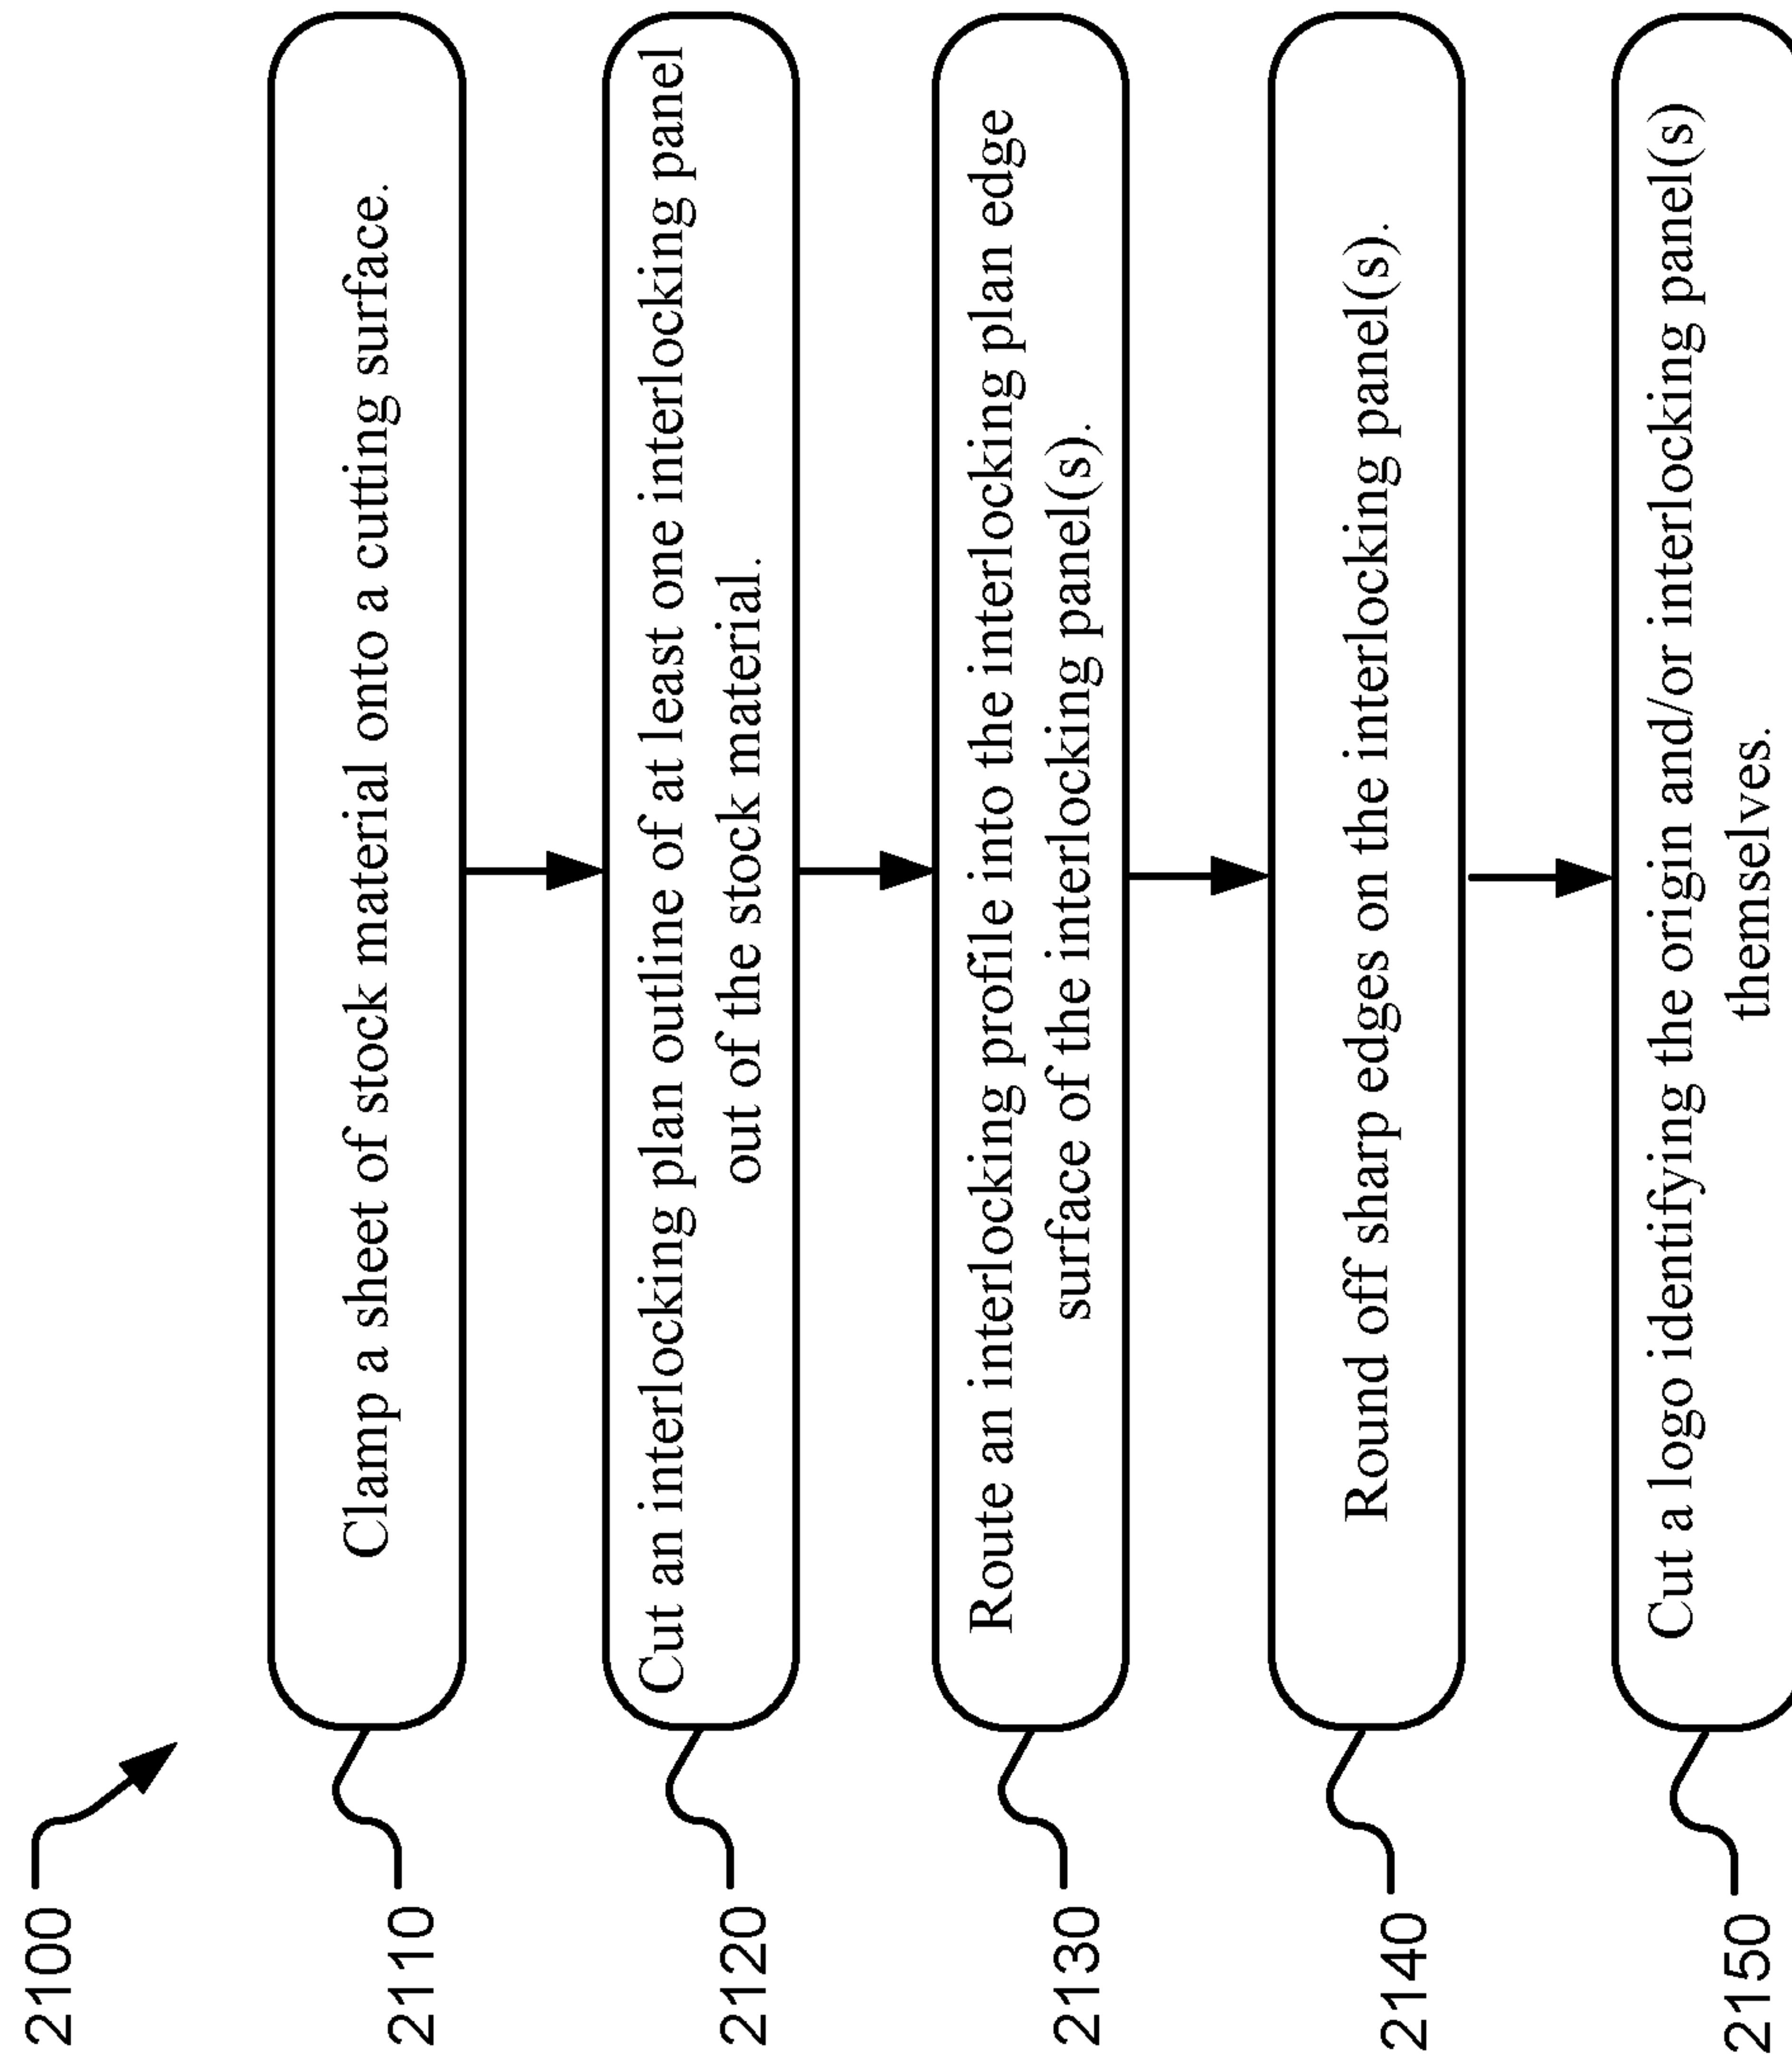 2100
2110
Clamp a sheet of stock material onto a cutting surface.
2120
Cut an interlocking plan outline of at least one interlocking panel
out of the stock material.
2130
Route an interlocking profile into the interlocking plan edge
surface of the interlocking panel(s).
2140
Round off sharp edges on the interlocking panel(s).
2150
Cut a logo identifying the origin and/or interlocking panel(s)
themselves.